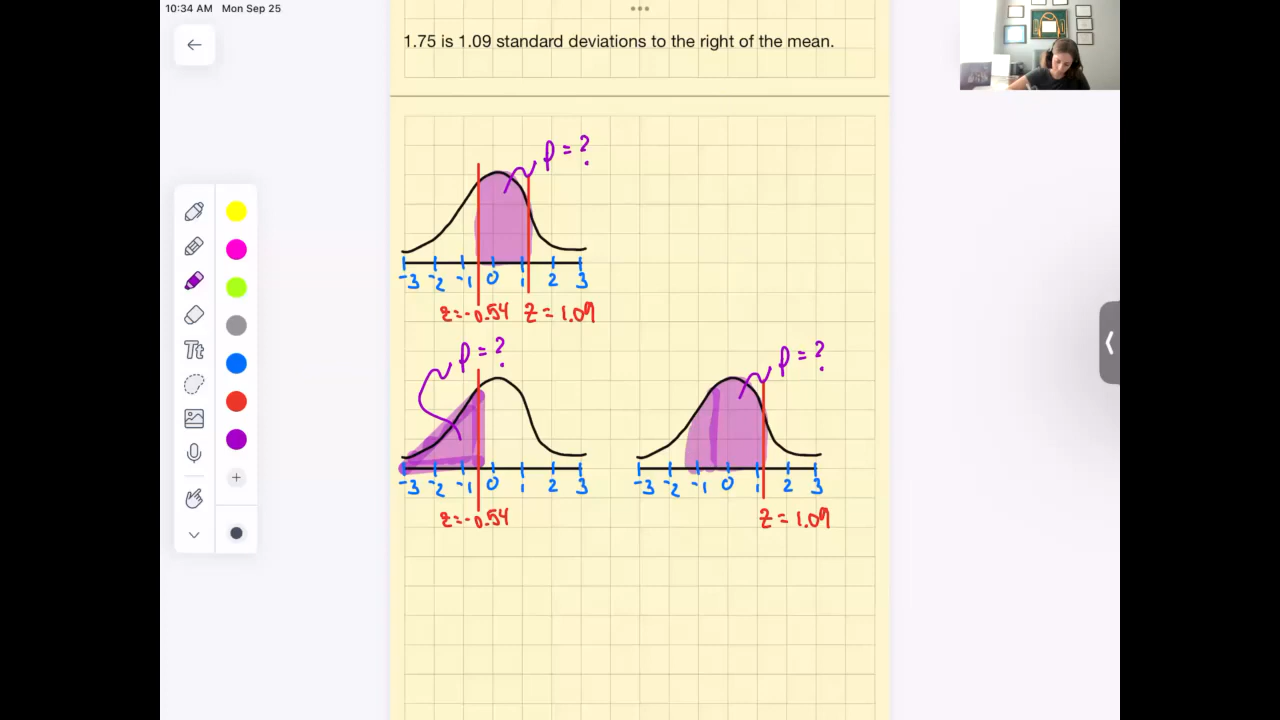 10:34 AM Mon Sep 25
1.75 is 1.09 standard deviations to the right of the mean.
P = ?
-3 -2 -1 0 1 2 3
z=-0.54 z = 1.09
P = ?
-3 -2 -1 0 1 2 3
z=-0.54
P = ?
-3 -2 -1 0 1 2 3
z = 1.09
Tt